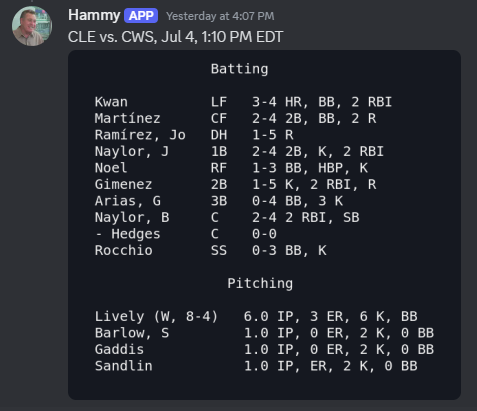 Hammy APP Yesterday at 4:07 PM
CLE vs. CWS, Jul 4, 1:10 PM EDT
Batting
Kwan LF 3-4 HR, BB, 2 RBI
Martínez CF 2-4 2B, BB, 2 R
Ramírez, Jo DH 1-5 R
Naylor, J 1B 2-4 2B, K, 2 RBI
Noel RF 1-3 BB, HBP, K
Gimenez 2B 1-5 K, 2 RBI, R
Arias, G 3B 0-4 BB, 3 K
Naylor, B C 2-4 2 RBI, SB
- Hedges C 0-0
Rocchio SS 0-3 BB, K
Pitching
Lively (W, 8-4) 6.0 IP, 3 ER, 6 K, BB
Barlow, S 1.0 IP, 0 ER, 2 K, 0 BB
Gaddis 1.0 IP, 0 ER, 2 K, 0 BB
Sandlin 1.0 IP, ER, 2 K, 0 BB